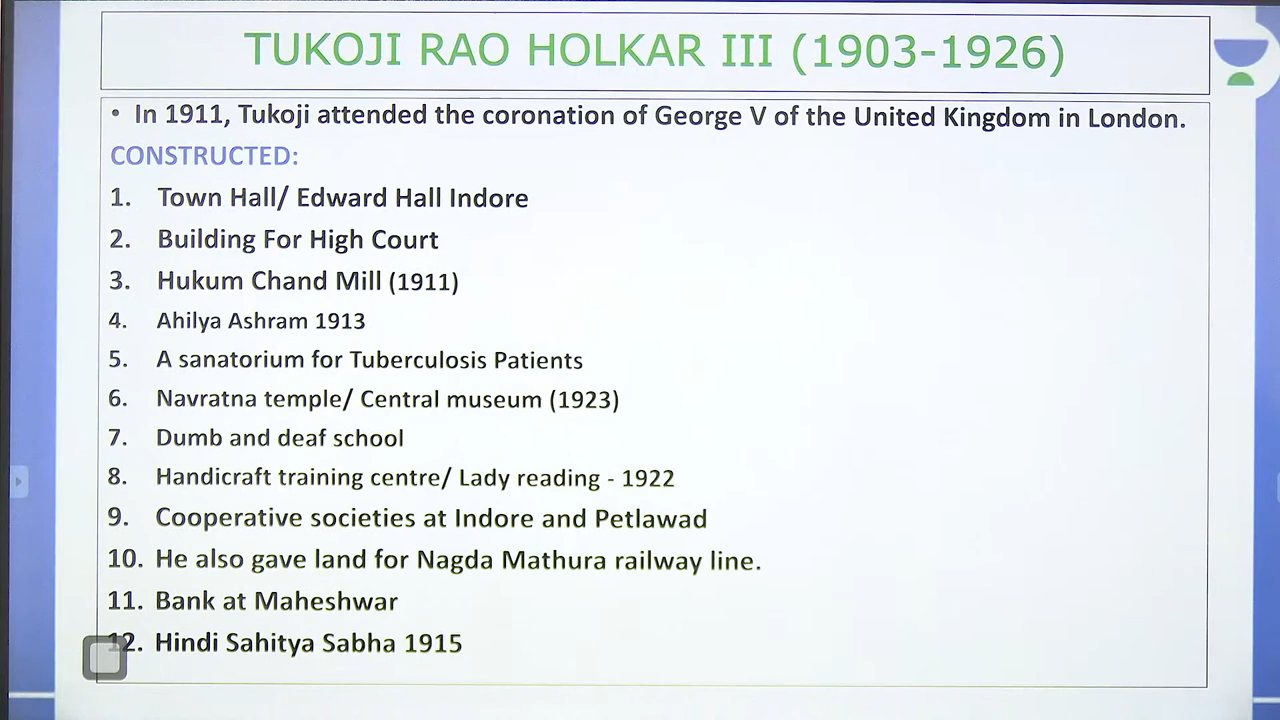 TUKOJI RAO HOLKAR III (1903-1926)
• In 1911, Tukoji attended the coronation of George V of the United Kingdom in London.
CONSTRUCTED:
1. Town Hall/ Edward Hall Indore
2. Building For High Court
3. Hukum Chand Mill (1911)
4. Ahilya Ashram 1913
5. A sanatorium for Tuberculosis Patients
6. Navratna temple/ Central museum (1923)
7. Dumb and deaf school
8. Handicraft training centre/ Lady reading - 1922
9. Cooperative societies at Indore and Petlawad
10. He also gave land for Nagda Mathura railway line.
11. Bank at Maheshwar
12. Hindi Sahitya Sabha 1915